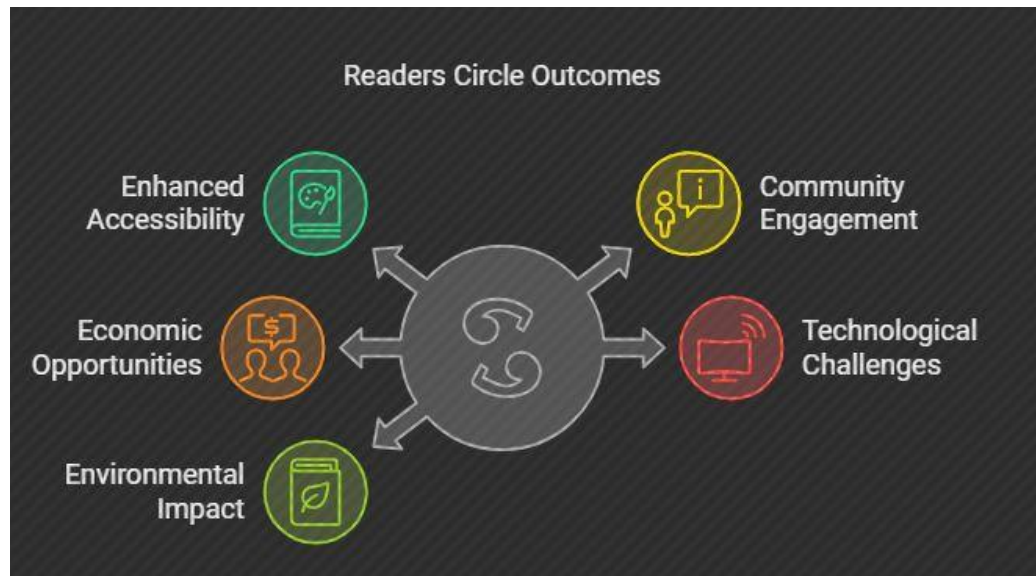 Readers Circle Outcomes
Enhanced
Accessibility
Community
i
Engagement
Economic
Opportunities
$
Technological
Challenges
Environmental
Impact